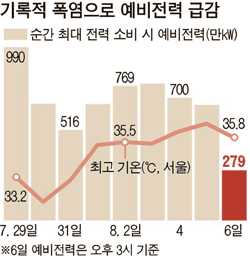 기록적 폭염으로 예비전력 급감
순간 최대 전력 소비 시 예비전력(만kW)
990
769
700
516
35.5
35.8
최고 기온(℃, 서울)
279
33.2
7. 29일 31일 8. 2일 4 6일
※6일 예비전력은 오후 3시 기준